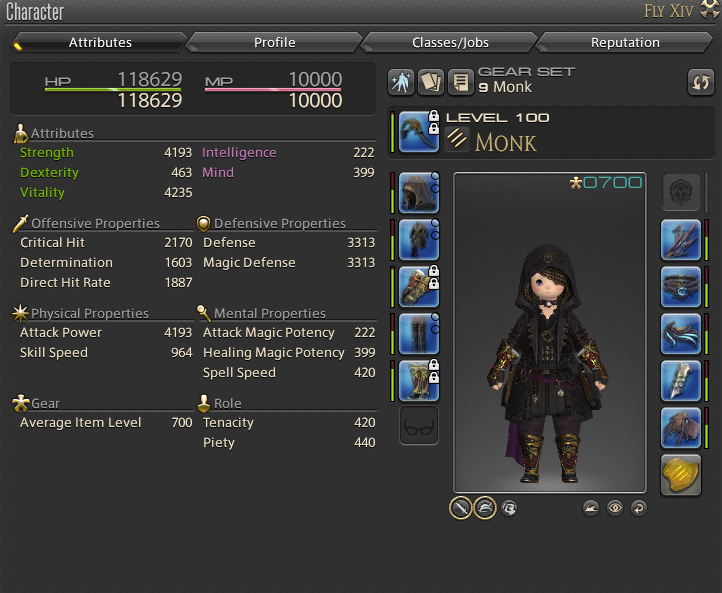 Character
FLY XIV
Attributes
Profile
Classes/Jobs
Reputation
HP 118629
118629
MP 10000
10000
GEAR SET
9 Monk
LEVEL 100
MONK
Attributes
Strength 4193
Dexterity 463
Vitality 4235
Intelligence 222
Mind 399
Offensive Properties
Critical Hit 2170
Determination 1603
Direct Hit Rate 1887
Defensive Properties
Defense 3313
Magic Defense 3313
Physical Properties
Attack Power 4193
Skill Speed 964
Mental Properties
Attack Magic Potency 222
Healing Magic Potency 399
Spell Speed 420
Gear
Average Item Level 700
Role
Tenacity 420
Piety 440
0700